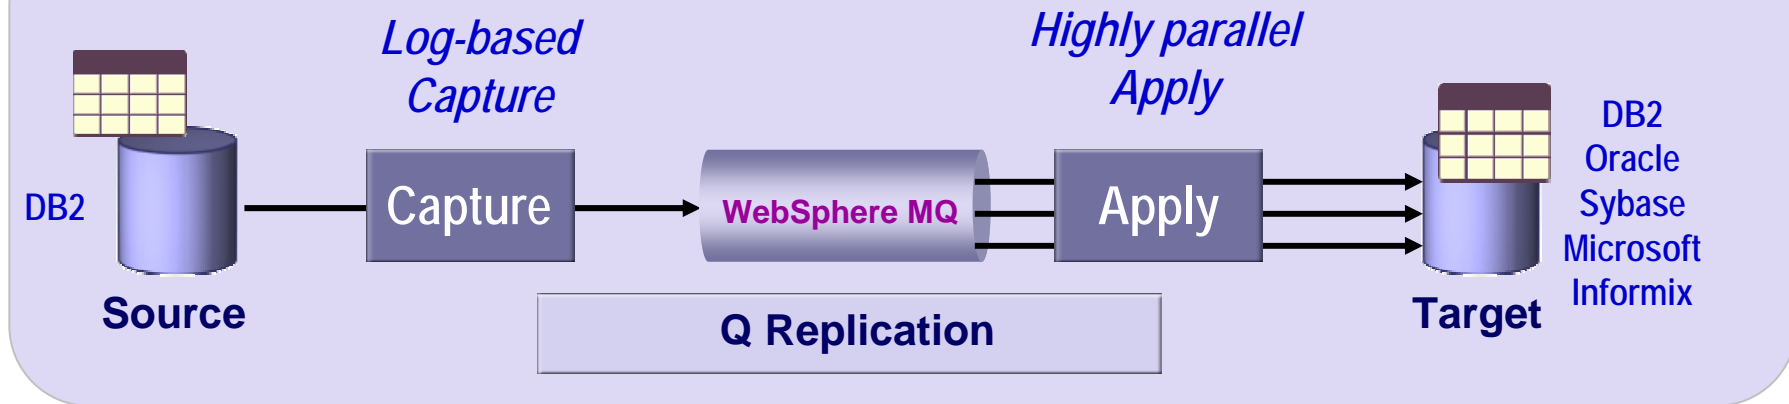 Log-based
Capture
Highly parallel
Apply
DB2
Capture
WebSphere MQ
Apply
DB2
Oracle
Sybase
Microsoft
Informix
Source
Q Replication
Target